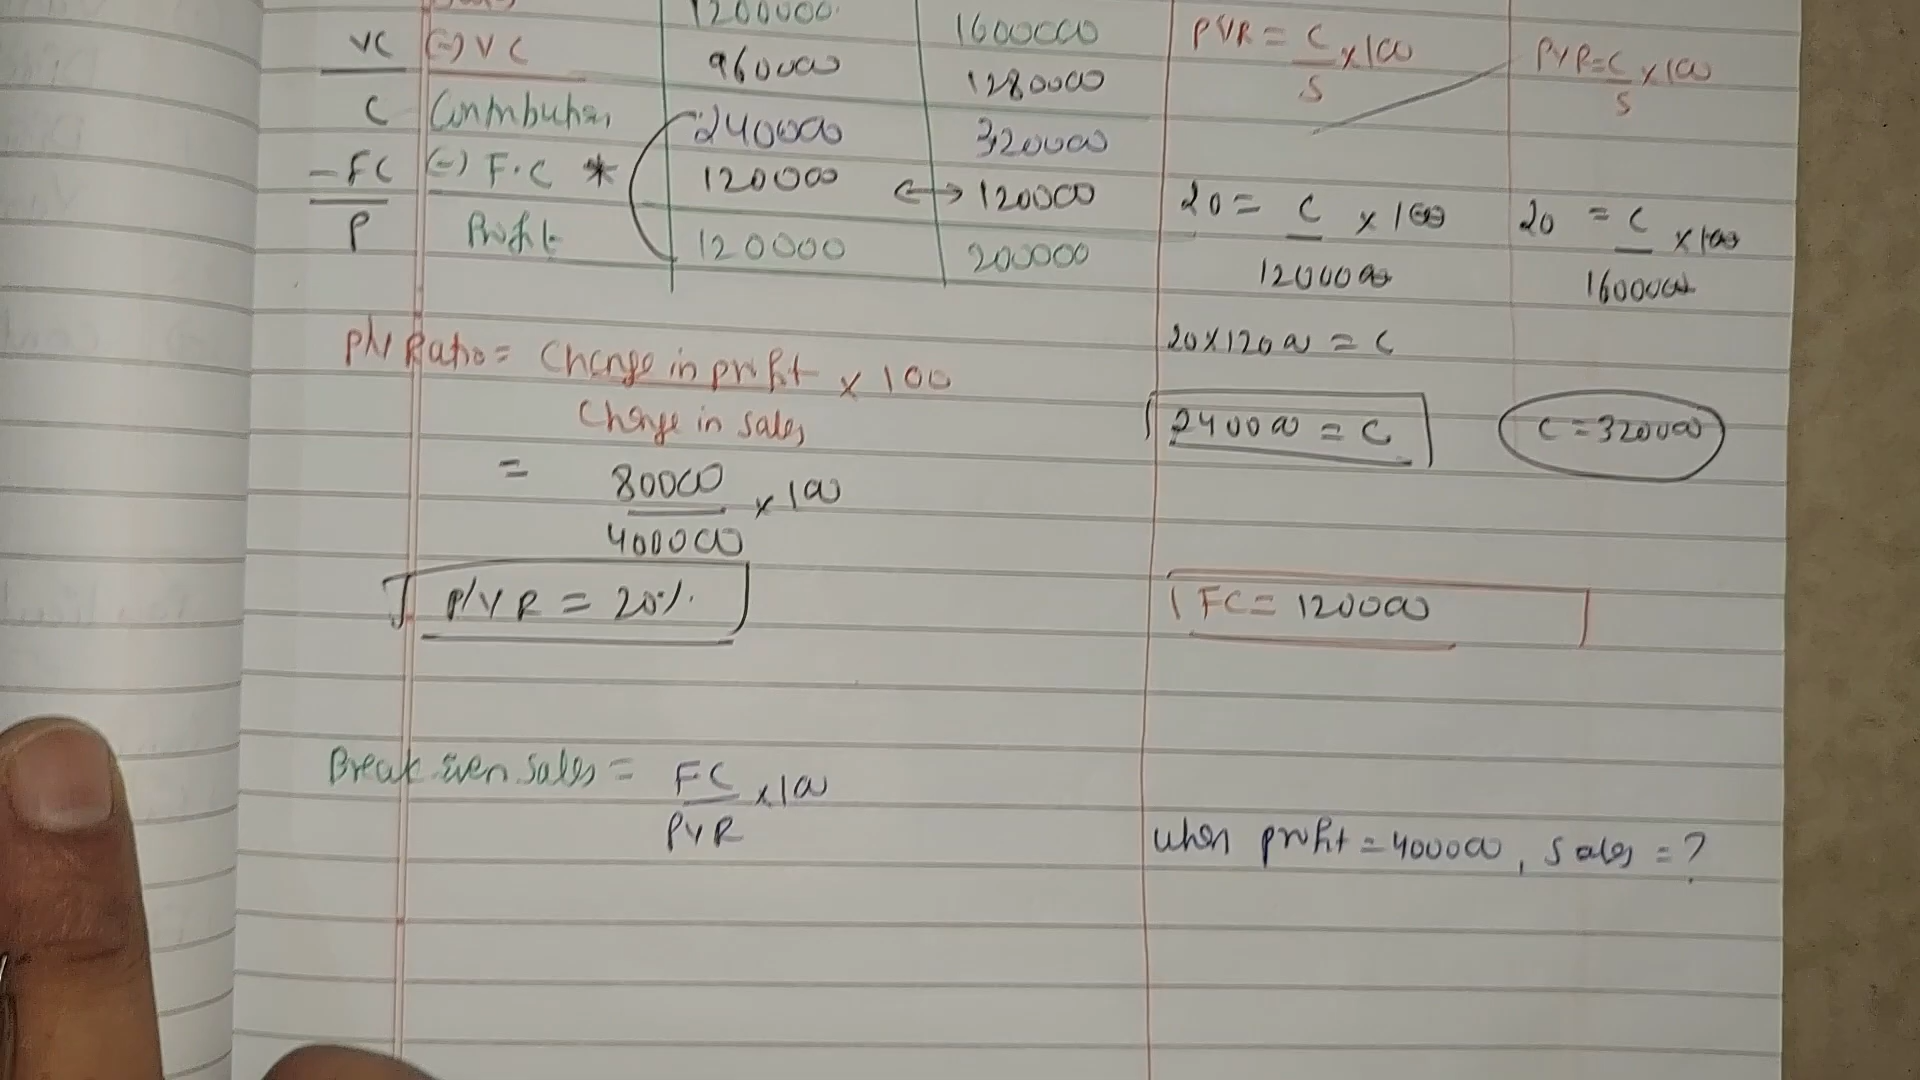 1200000 1600000 PVR = C/S x 100 PVR = C/S x 100
VC (-) VC 960000 1280000
C Contribution 240000 320000
- FC (-) F.C * 120000 ↔ 120000 20 = C/1200000 x 100 20 = C/1600000 x 100
P Profit 120000 200000
P/V Ratio = Change in profit x 100 20x12000 = C
Change in sales 240000 = C C = 320000
= 80000 x 100
400000
P/V R = 20% FC = 120000
Break even sales = FC x 100
PVR When profit = 400000, Sales = ?